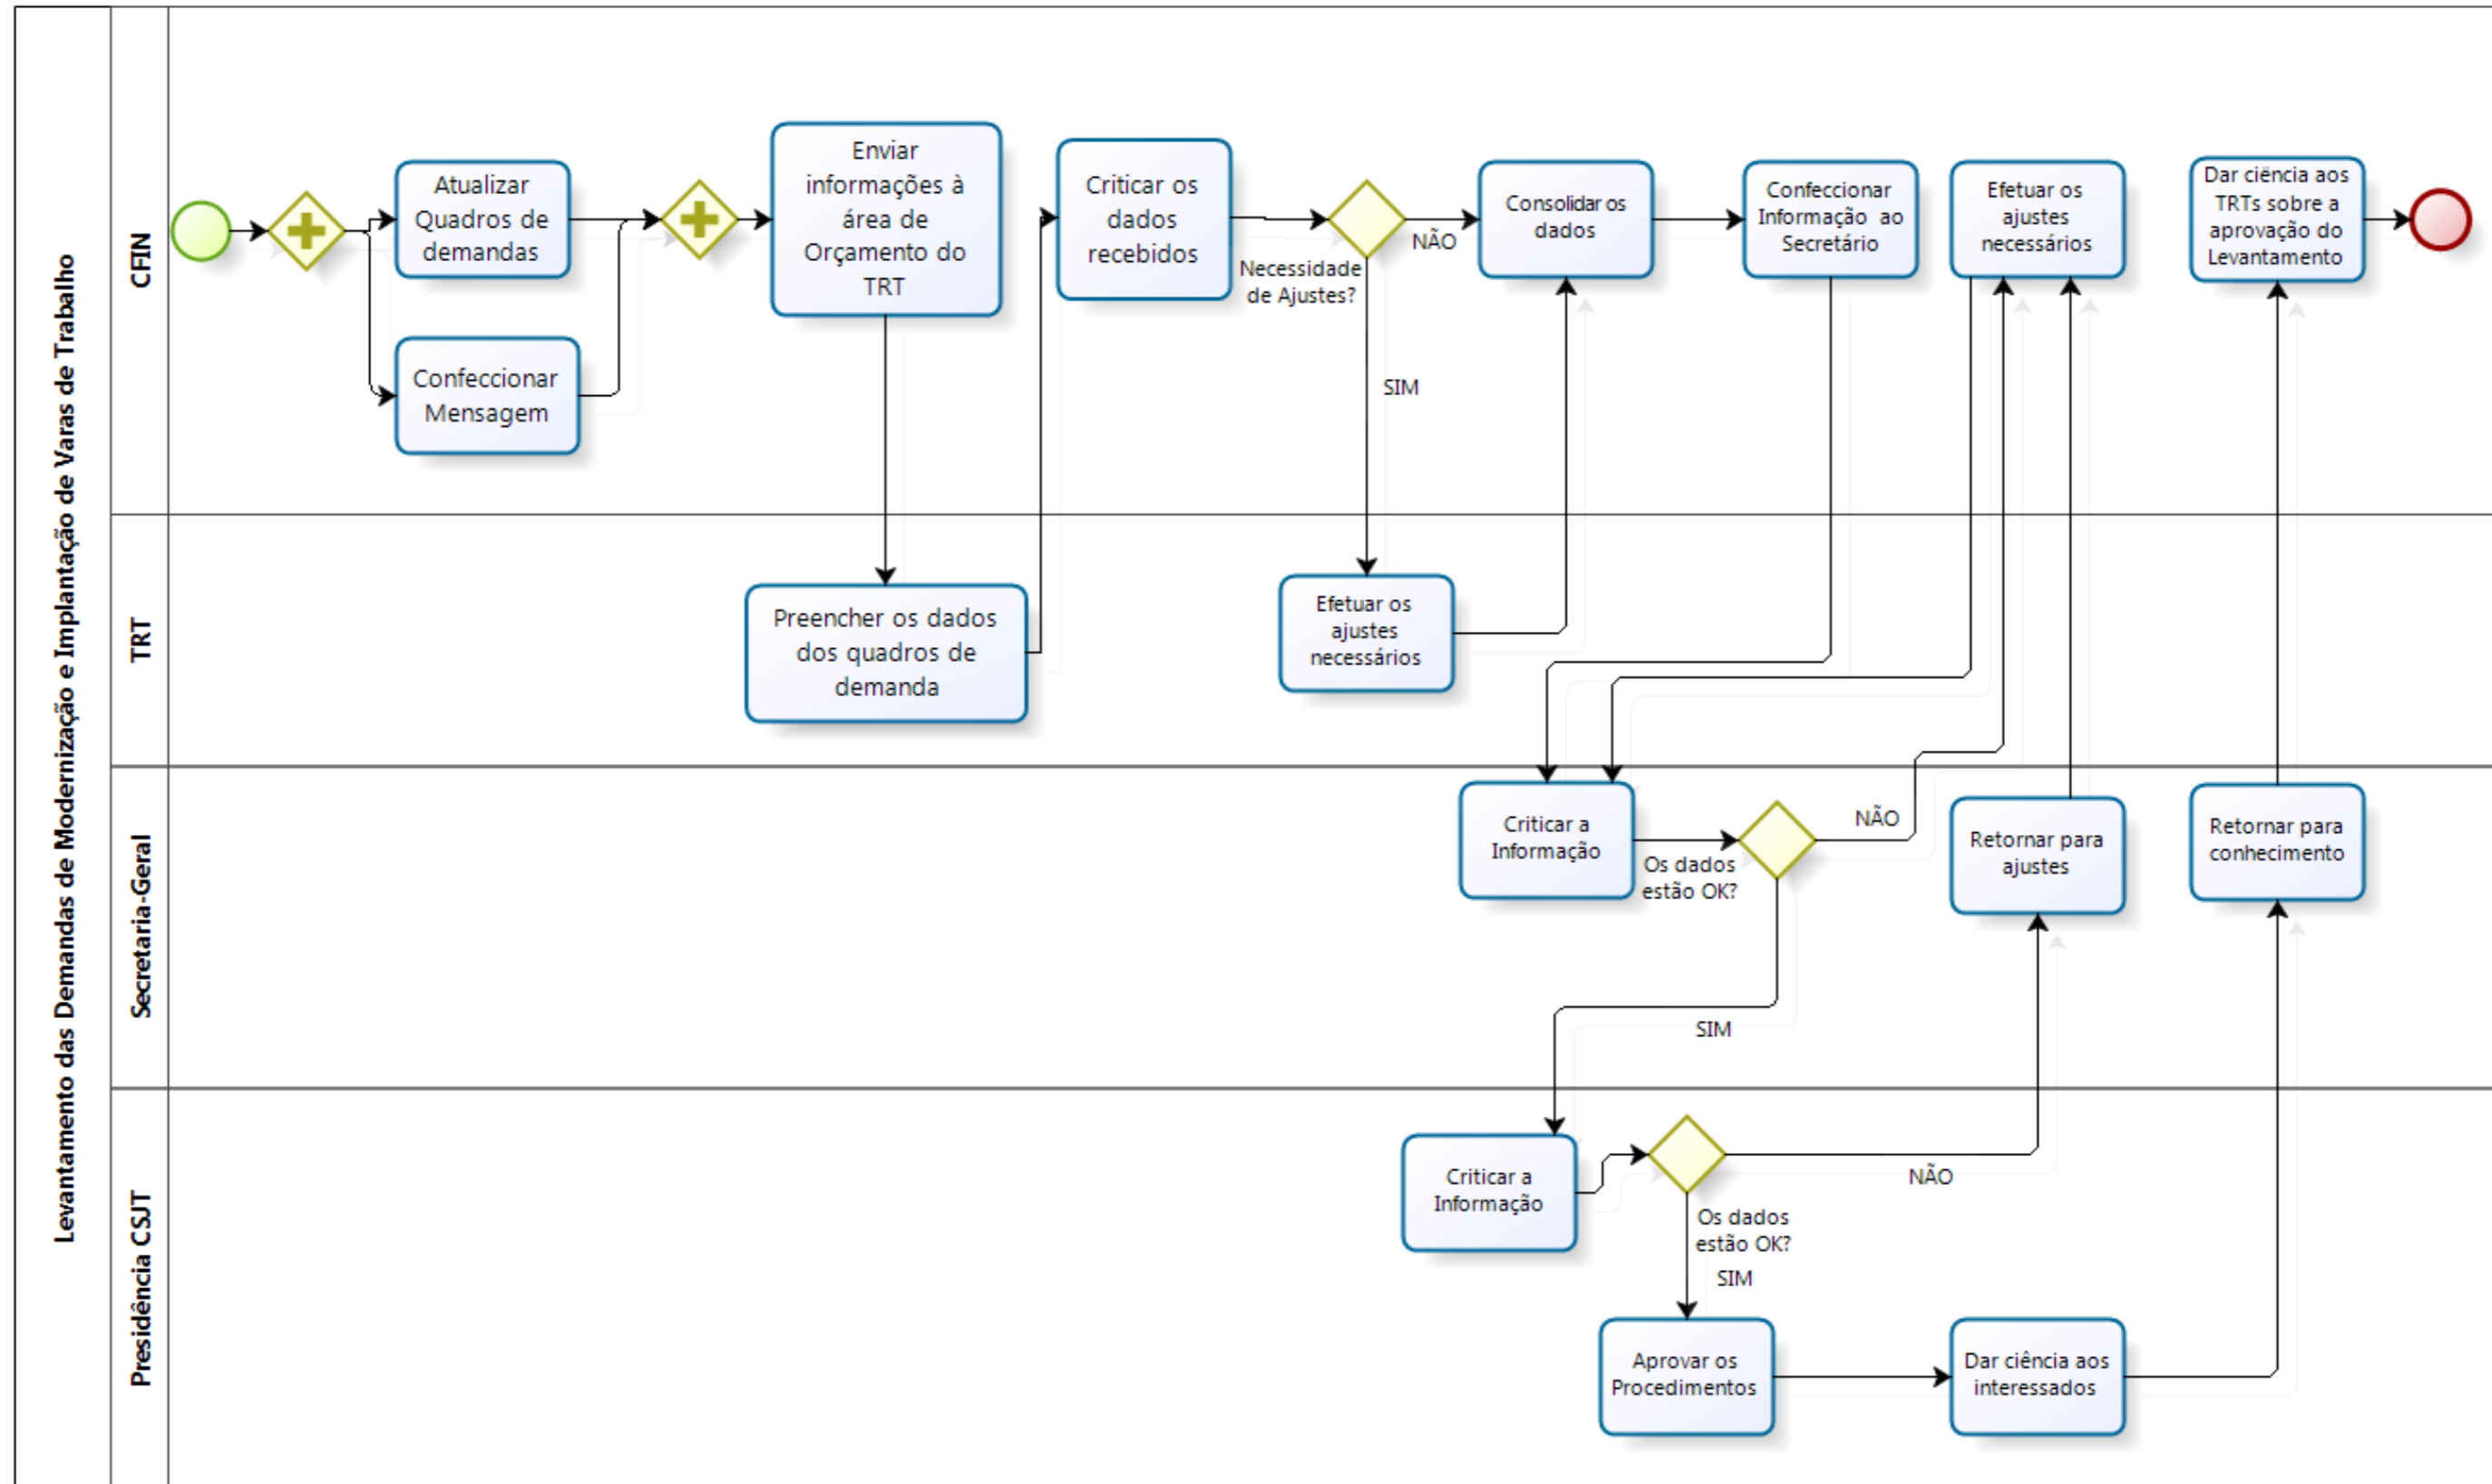 Levantamento das Demandas de Modernização e Implantação de Varas de Trabalho
CFIN
Atualizar
Quadros de
demandas
Confeccionar
Mensagem
Enviar
informações à
área de
Orçamento do
TRT
Criticar os
dados
recebidos
Necessidade
de Ajustes?
NÃO
SIM
Consolidar os
dados
Confeccionar
Informação ao
Secretário
Efetuar os
ajustes
necessários
Dar ciência aos
TRTs sobre a
aprovação do
Levantamento
TRT
Preencher os dados
dos quadros de
demanda
Efetuar os
ajustes
necessários
Secretaria-Geral
Criticar a
Informação
Os dados
estão OK?
NÃO
SIM
Retornar para
ajustes
Retornar para
conhecimento
Presidência CSJT
Criticar a
Informação
Os dados
estão OK?
NÃO
SIM
Aprovar os
Procedimentos
Dar ciência aos
interessados